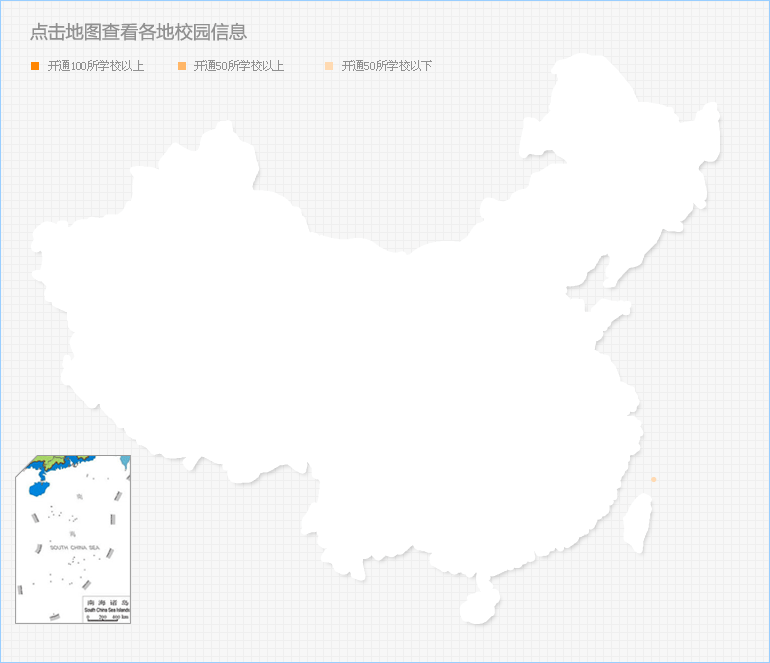 点击地图查看各地校园信息
开通100所学校以上 开通50所学校以上 开通50所学校以下
岛
岛
SOUTH CHINA SEA
南海诸岛
South China Sea Islands
0 200 400 km